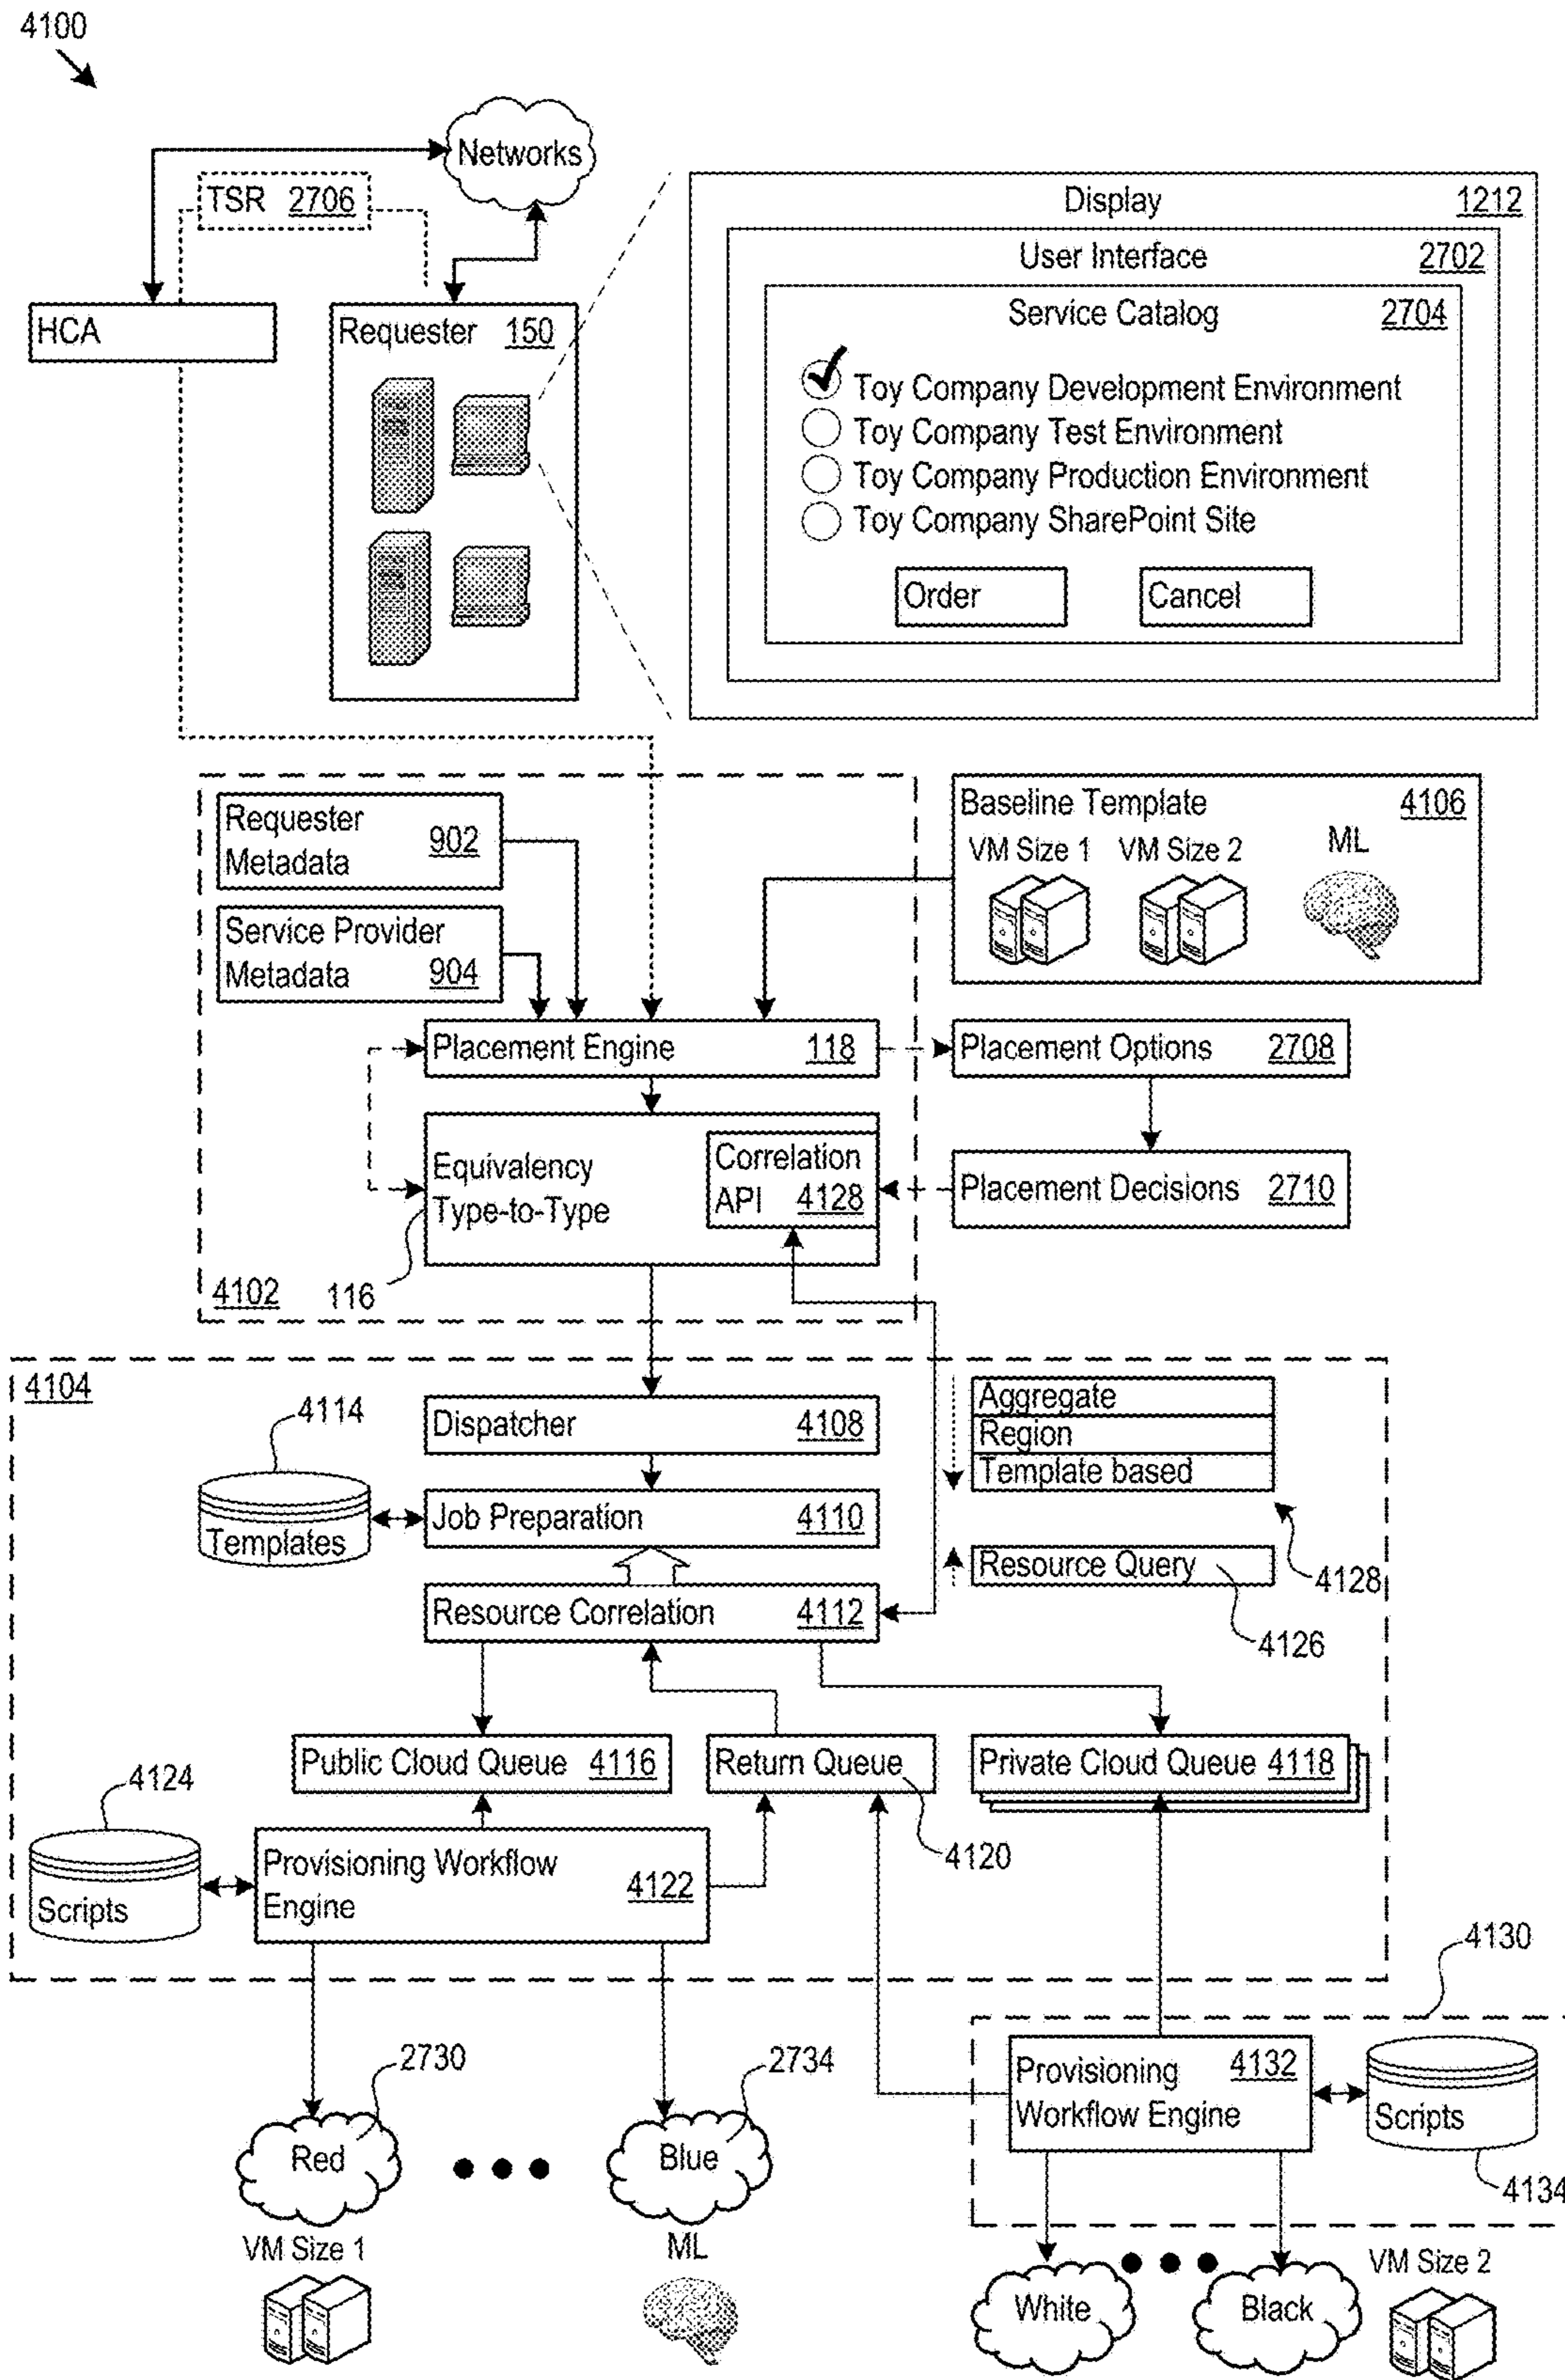 4100
Networks
TSR 2706
HCA
Requester 150
Display 1212
User Interface 2702
Service Catalog 2704
Toy Company Development Environment
Toy Company Test Environment
Toy Company Production Environment
Toy Company SharePoint Site
Order
Cancel
Requester
Metadata
902
Service Provider
Metadata
904
Baseline Template 4106
VM Size 1
VM Size 2
ML
Placement Engine 118
Placement Options 2708
Equivalency
Type-to-Type
Correlation
API 4128
Placement Decisions 2710
4102
116
4104
4114
Templates
Dispatcher 4108
Job Preparation 4110
Resource Correlation 4112
Aggregate
Region
Template based
4128
Resource Query
4126
Public Cloud Queue 4116
Return Queue
4120
Private Cloud Queue 4118
4124
Scripts
Provisioning Workflow
Engine
4122
4130
Provisioning
Workflow Engine
4132
Scripts
4134
2730
Red
VM Size 1
2734
Blue
ML
White
Black
VM Size 2